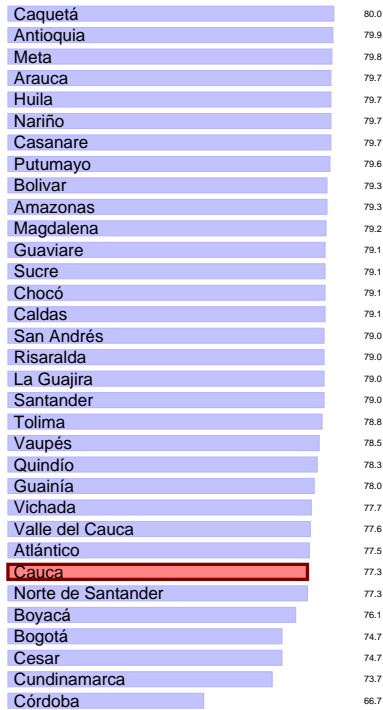 Caquetá 80.0
Antioquia 79.9
Meta 79.8
Arauca 79.7
Huila 79.7
Nariño 79.7
Casanare 79.7
Putumayo 79.6
Bolivar 79.3
Amazonas 79.3
Magdalena 79.2
Guaviare 79.1
Sucre 79.1
Chocó 79.1
Caldas 79.1
San Andrés 79.0
Risaralda 79.0
La Guajira 79.0
Santander 79.0
Tolima 78.8
Vaupés 78.5
Quindío 78.3
Guainía 78.0
Vichada 77.7
Valle del Cauca 77.6
Atlántico 77.5
Cauca 77.3
Norte de Santander 77.3
Boyacá 76.1
Bogotá 74.7
Cesar 74.7
Cundinamarca 73.7
Córdoba 66.7